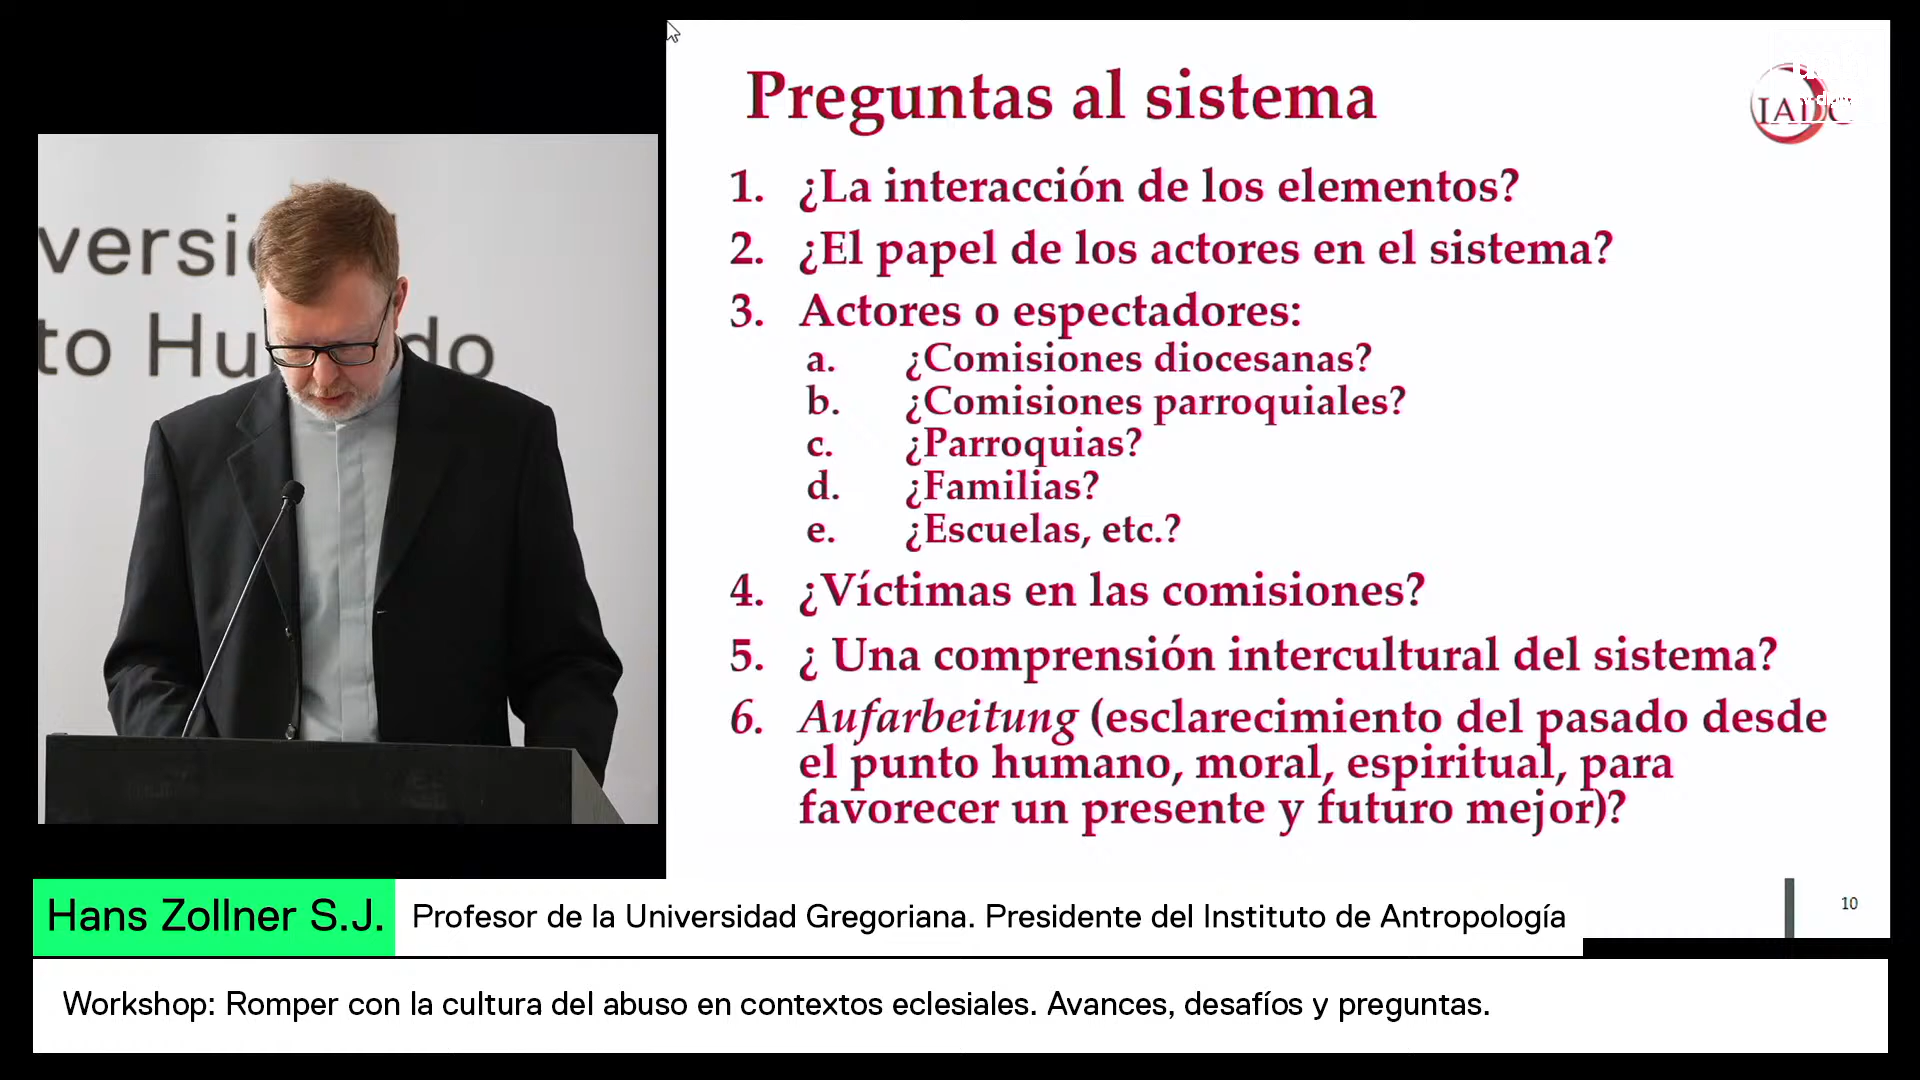 Preguntas al sistema
1. ¿La interacción de los elementos?
2. ¿El papel de los actores en el sistema?
3. Actores o espectadores:
a. ¿Comisiones diocesanas?
b. ¿Comisiones parroquiales?
c. ¿Parroquias?
d. ¿Familias?
e. ¿Escuelas, etc.?
4. ¿Víctimas en las comisiones?
5. ¿ Una comprensión intercultural del sistema?
6. Aufarbeitung (esclarecimiento del pasado desde
el punto humano, moral, espiritual, para
favorecer un presente y futuro mejor)?
10
Hans Zollner S.J.
Profesor de la Universidad Gregoriana. Presidente del Instituto de Antropología
Workshop: Romper con la cultura del abuso en contextos eclesiales. Avances, desafíos y preguntas.